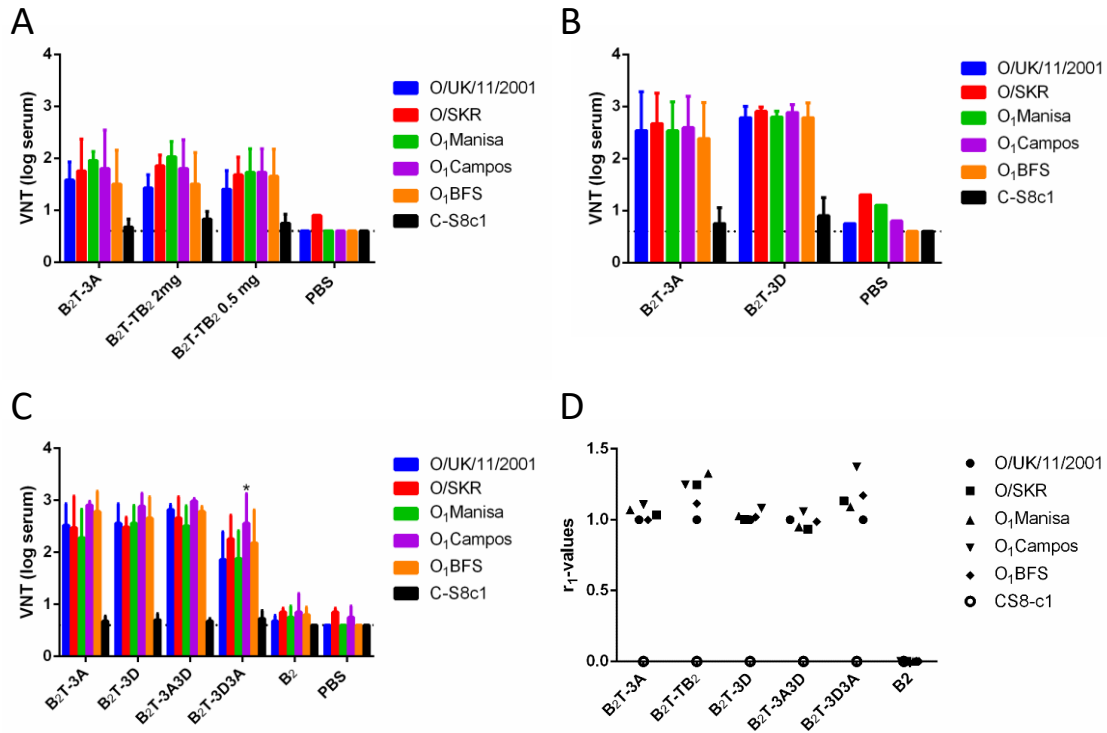 A
4
3
2
1
0
VNT (log serum)
B₂T-3A
B₂T-TB₂ 2mg
B₂T-TB₂ 0.5 mg
PBS
O/UK/11/2001
O/SKR
O₁Manisa
O₁Campos
O₁BFS
C-S8c1
B
4
3
2
1
0
VNT (log serum)
B₂T-3A
B₂T-3D
PBS
O/UK/11/2001
O/SKR
O₁Manisa
O₁Campos
O₁BFS
C-S8c1
C
4
3
2
1
0
VNT (log serum)
*
B₂T-3A
B₂T-3D
B₂T-3A3D
B₂T-3D3A
B₂
PBS
O/UK/11/2001
O/SKR
O₁Manisa
O₁Campos
O₁BFS
C-S8c1
D
1.5
1.0
0.5
0.0
r₁-values
B₂T-3A
B₂T-TB₂
B₂T-3D
B₂T-3A3D
B₂T-3D3A
B2
O/UK/11/2001
O/SKR
O₁Manisa
O₁Campos
O₁BFS
CS8-c1